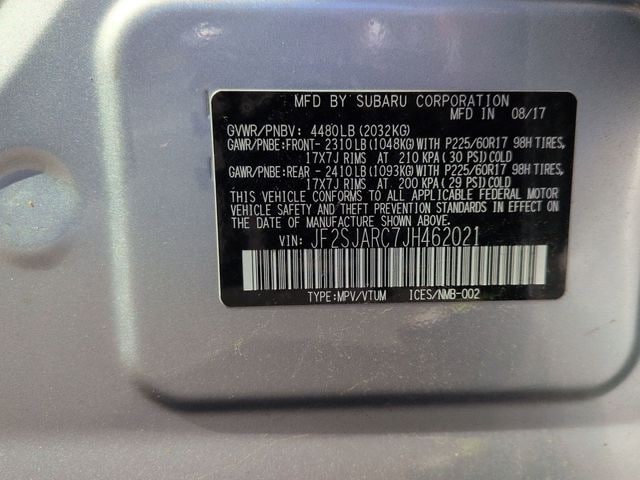 MFD BY SUBARU CORPORATION
MFD IN 08/17
GVWR/PNBV: 4480LB (2032KG)
GAWR/PNBE:FRONT- 2310LB (1048KG) WITH P225/60R17 98H TIRES,
17X7J RIMS AT 210 KPA (30 PSI) COLD
GAWR/PNBE:REAR - 2410LB (1093KG) WITH P225/60R17 98H TIRES,
17X7J RIMS AT 200 KPA (29 PSI) COLD
THIS VEHICLE CONFORMS TO ALL APPLICABLE FEDERAL MOTOR
VEHICLE SAFETY AND THEFT PREVENTION STANDARDS IN EFFECT ON
THE DATE OF MANUFACTURE SHOWN ABOVE.
VIN: JF2SJARC7JH462021
TYPE:MPV/VTUM ICES/NMB-002